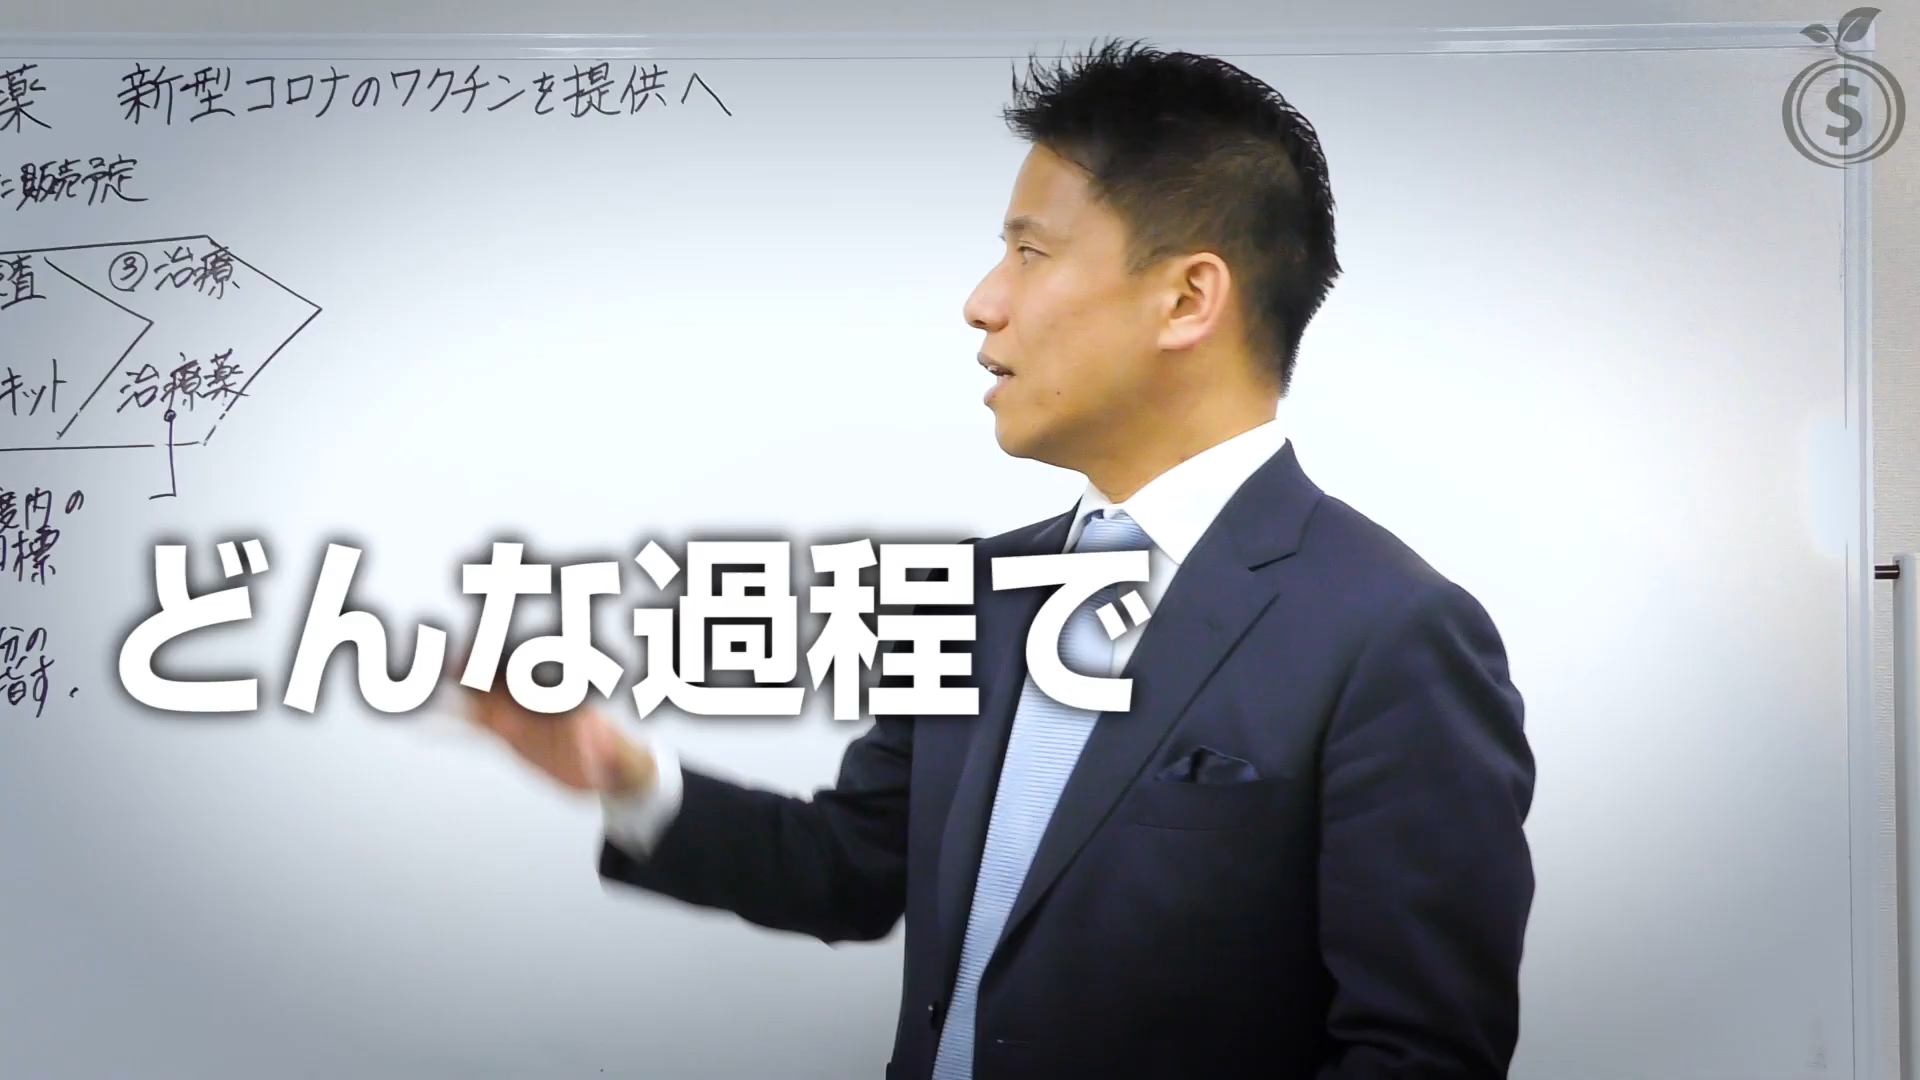 薬 新型コロナのワクチンを提供へ
に販売予定
査 ③治療
キット 治療薬
度内の
目標
分の
指す.
どんな過程で
$